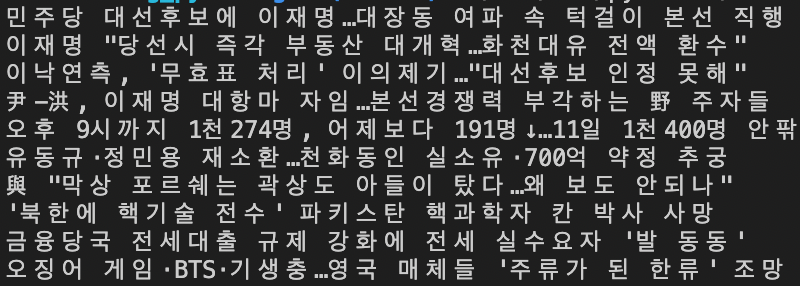 민주당 대선후보에 이재명…대장동 여파 속 턱걸이 본선 직행
이재명 "당선시 즉각 부동산 대개혁…화천대유 전액 환수"
이낙연측, '무효표 처리' 이의제기…"대선후보 인정 못해"
尹–洪, 이재명 대항마 자임…본선경쟁력 부각하는 野 주자들
오후 9시까지 1천274명, 어제보다 191명↓…11일 1천400명 안팎
유동규·정민용 재소환…천화동인 실소유·700억 약정 추궁
與 "막상 포르쉐는 곽상도 아들이 탔다…왜 보도 안되나"
'북한에 핵기술 전수' 파키스탄 핵과학자 칸 박사 사망
금융당국 전세대출 규제 강화에 전세 실수요자 '발 동동'
오징어 게임·BTS·기생충…영국 매체들 '주류가 된 한류' 조망